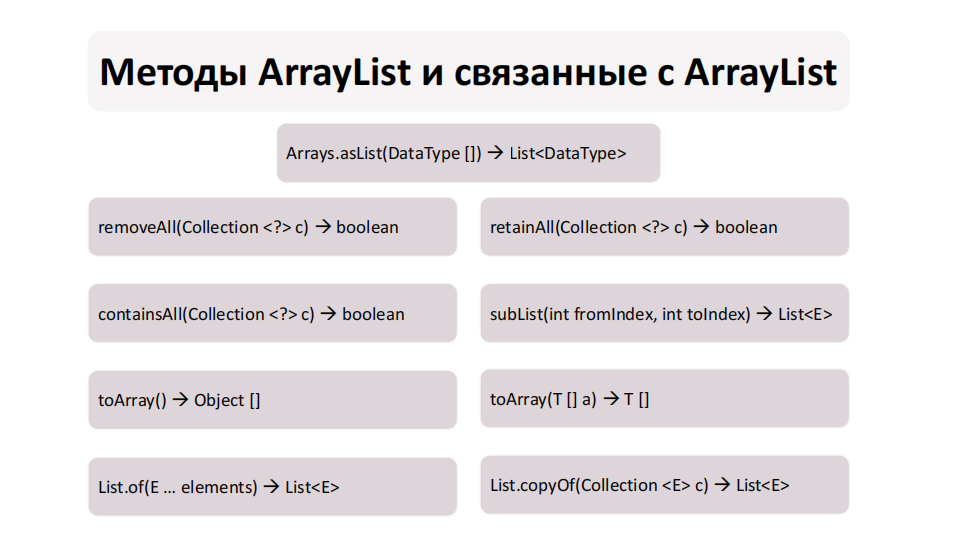 Методы ArrayList и связанные с ArrayList
Arrays.asList(DataType []) → List<DataType>
removeAll(Collection <?> c) → boolean
retainAll(Collection <?> c) → boolean
containsAll(Collection <?> c) → boolean
subList(int fromIndex, int toIndex) → List<E>
toArray() → Object []
toArray(T [] a) → T []
List.of(E ... elements) → List<E>
List.copyOf(Collection <E> c) → List<E>